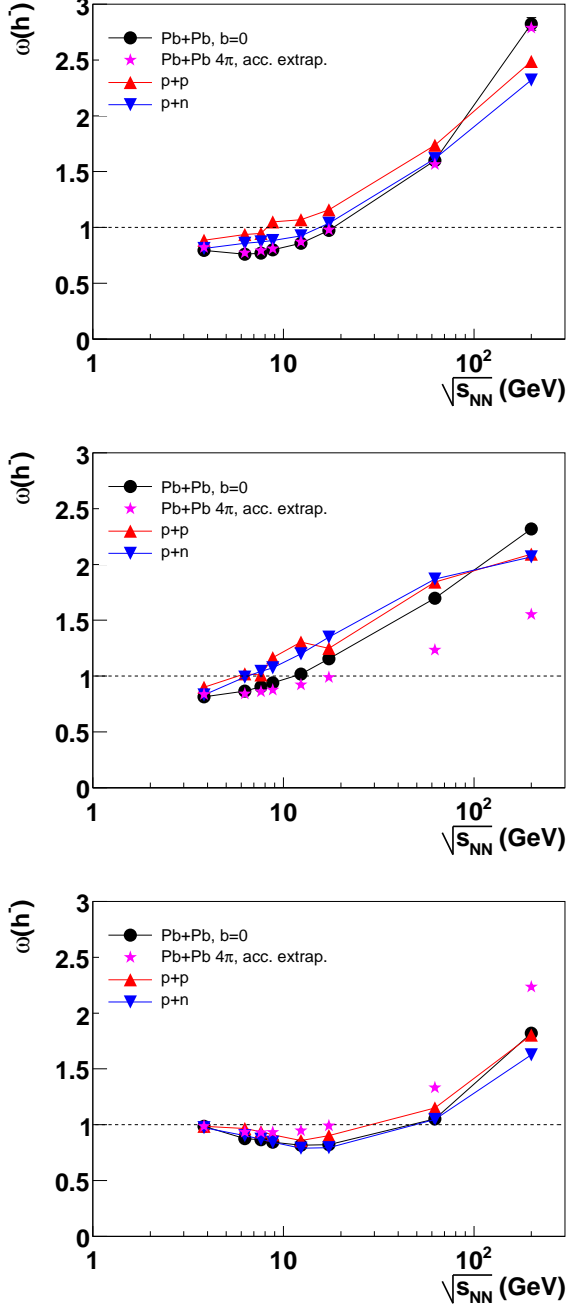 ω(h⁻)
3
2.5
2
1.5
1
0.5
0
Pb+Pb, b=0
Pb+Pb 4π, acc. extrap.
p+p
p+n
1
10
10²
√s_NN (GeV)
ω(h⁻)
3
2.5
2
1.5
1
0.5
0
Pb+Pb, b=0
Pb+Pb 4π, acc. extrap.
p+p
p+n
1
10
10²
√s_NN (GeV)
ω(h⁻)
3
2.5
2
1.5
1
0.5
0
Pb+Pb, b=0
Pb+Pb 4π, acc. extrap.
p+p
p+n
1
10
10²
√s_NN (GeV)